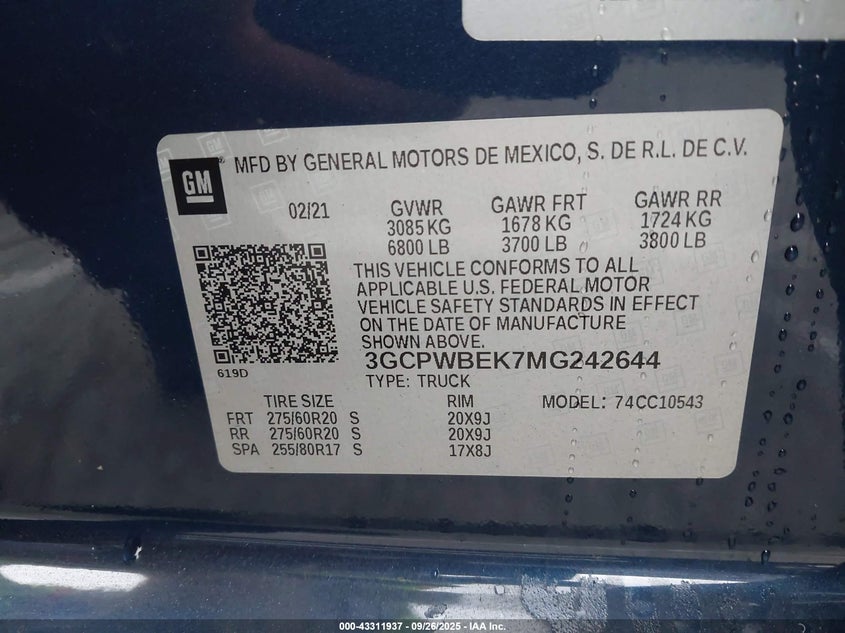 GM
MFD BY GENERAL MOTORS DE MEXICO, S. DE R.L. DE C.V.
02/21 GVWR GAWR FRT GAWR RR
3085 KG 1678 KG 1724 KG
6800 LB 3700 LB 3800 LB
THIS VEHICLE CONFORMS TO ALL
APPLICABLE U.S. FEDERAL MOTOR
VEHICLE SAFETY STANDARDS IN EFFECT
ON THE DATE OF MANUFACTURE
SHOWN ABOVE.
3GCPWBEK7MG242644
619D
TYPE: TRUCK
TIRE SIZE RIM MODEL: 74CC10543
FRT 275/60R20 S 20X9J
RR 275/60R20 S 20X9J
SPA 255/80R17 S 17X8J
000-43311937 - 09/26/2025 - IAA Inc.